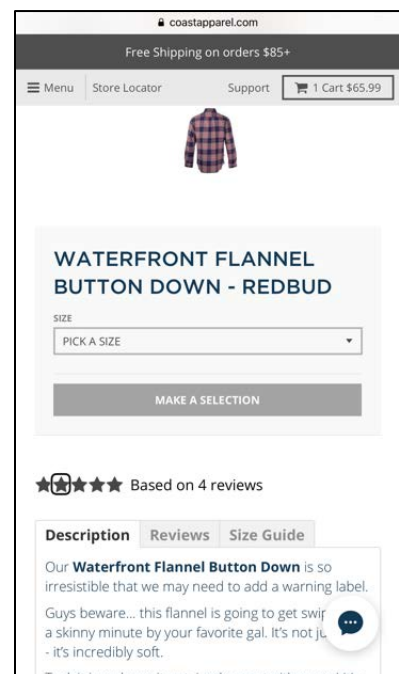 coastapparel.com
Free Shipping on orders $85+
Menu Store Locator Support 1 Cart $65.99
WATERFRONT FLANNEL
BUTTON DOWN - REDBUD
SIZE
PICK A SIZE
MAKE A SELECTION
Based on 4 reviews
Description Reviews Size Guide
Our Waterfront Flannel Button Down is so
irresistible that we may need to add a warning label.
Guys beware... this flannel is going to get
a skinny minute by your favorite gal. It's not
- it's incredibly soft.